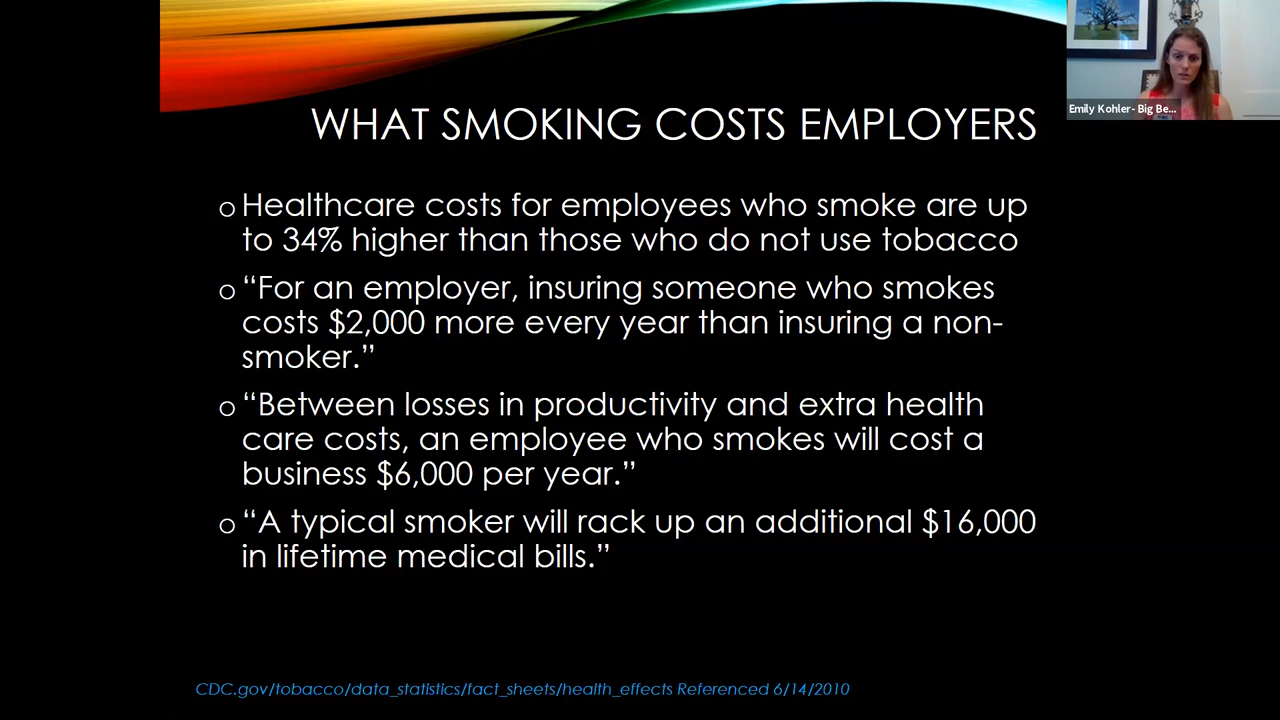 Emily Kohler- Big Be...
WHAT SMOKING COSTS EMPLOYERS
o Healthcare costs for employees who smoke are up
to 34% higher than those who do not use tobacco
o “For an employer, insuring someone who smokes
costs $2,000 more every year than insuring a non-
smoker.”
o “Between losses in productivity and extra health
care costs, an employee who smokes will cost a
business $6,000 per year.”
o “A typical smoker will rack up an additional $16,000
in lifetime medical bills.”
CDC.gov/tobacco/data_statistics/fact_sheets/health_effects Referenced 6/14/2010